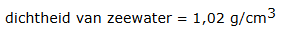 dichtheid van zeewater = 1,02 g/cm³